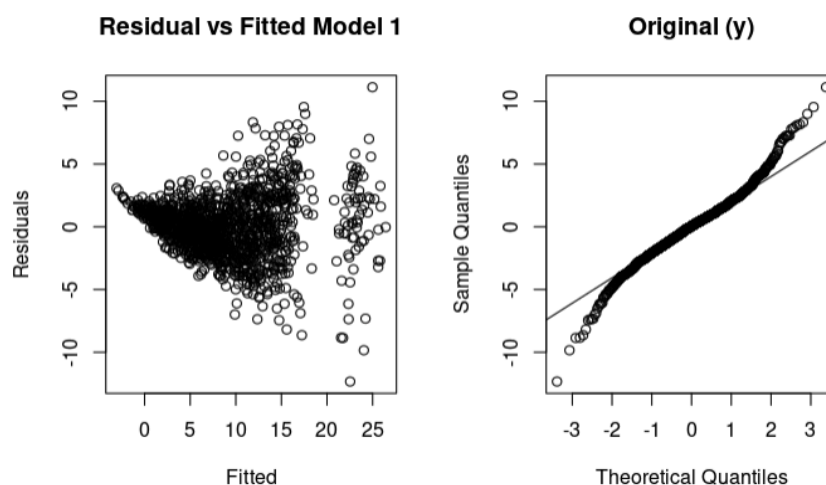 Residual vs Fitted Model 1
Original (y)
Residuals
10
5
0
-5
-10
0 5 10 15 20 25
Fitted
Sample Quantiles
10
5
0
-5
-10
-3 -2 -1 0 1 2 3
Theoretical Quantiles